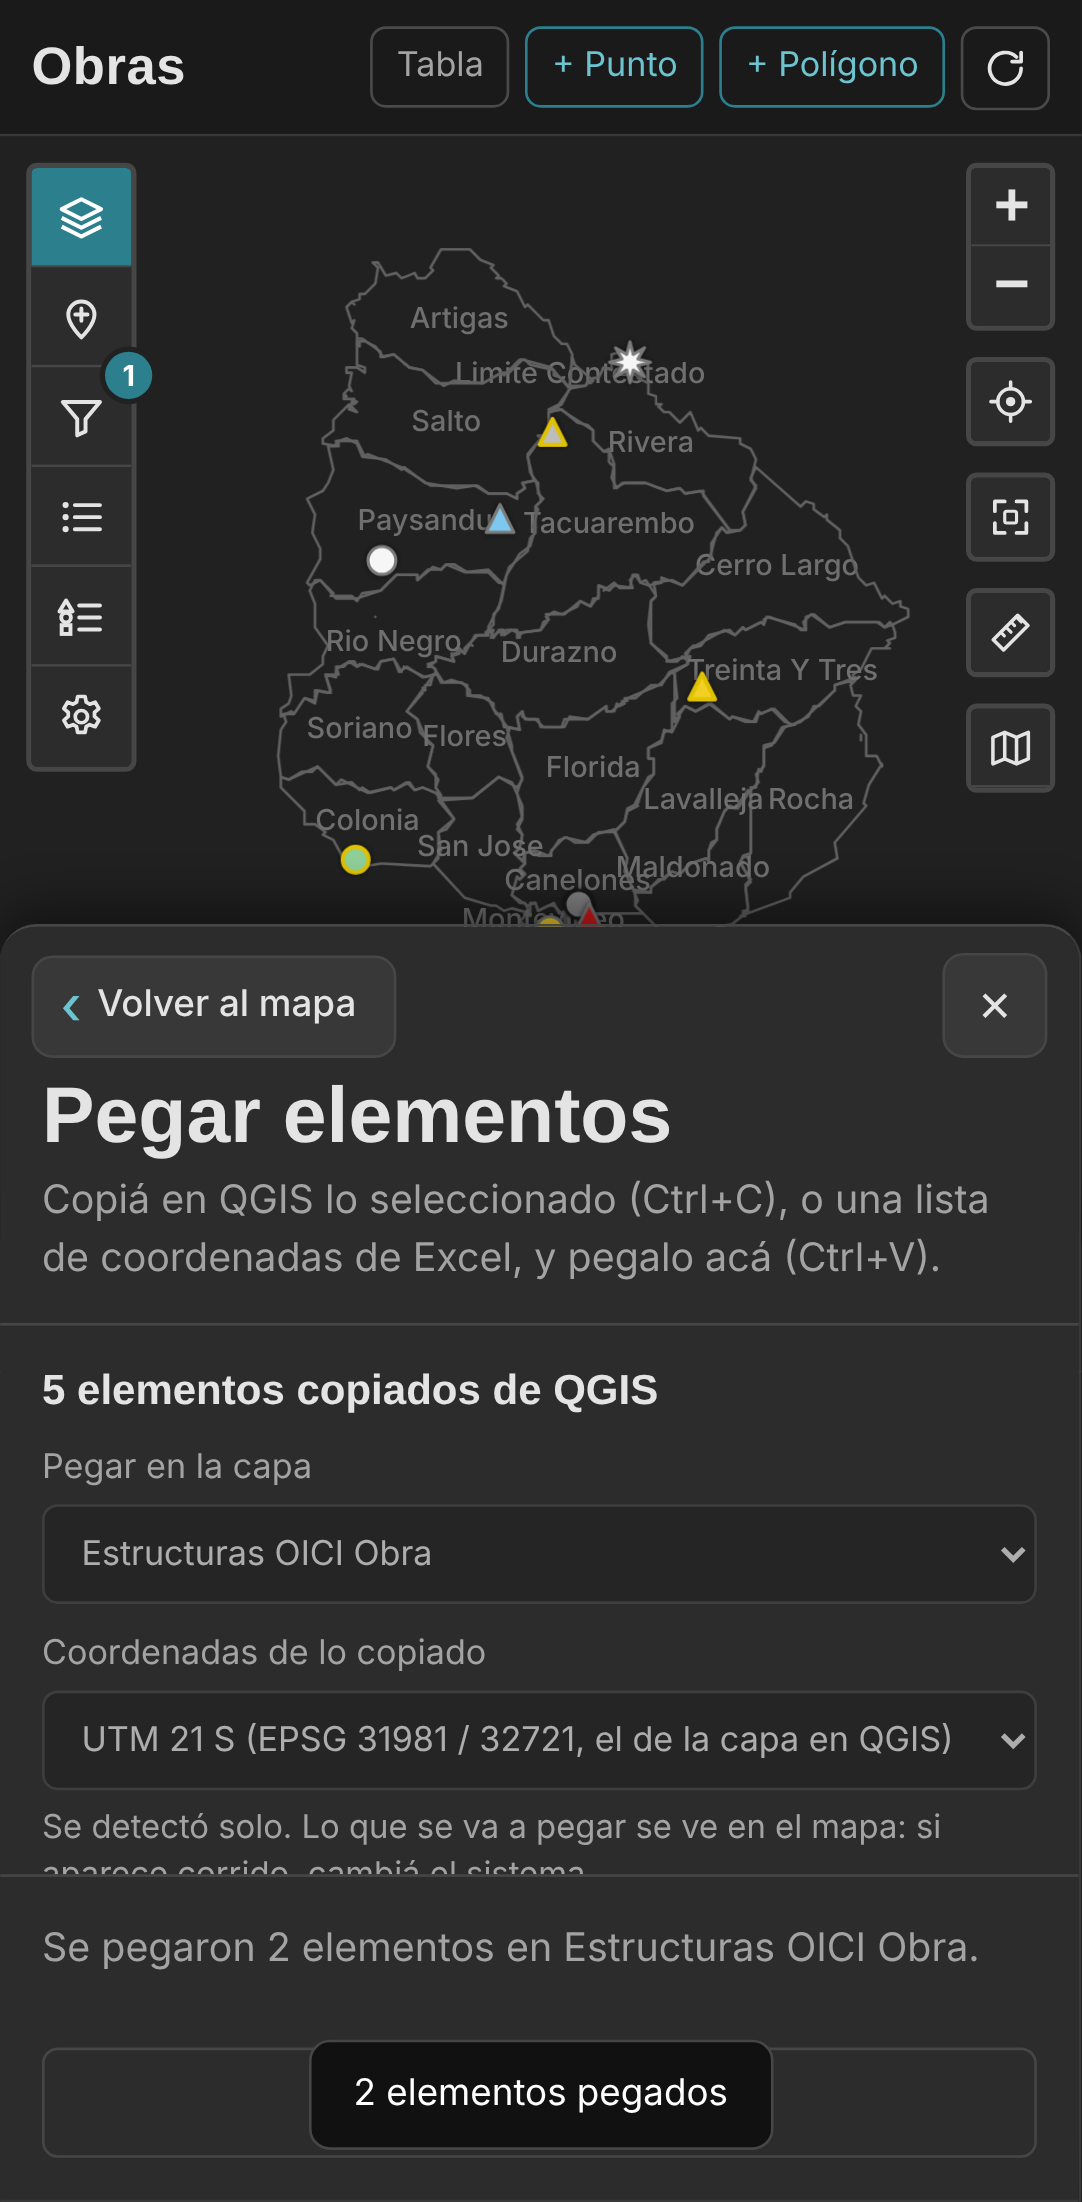 Obras
Tabla
+ Punto
+ Polígono
1
Artigas
Limite Contestado
Salto
Rivera
Paysandu
Tacuarembo
Cerro Largo
Rio Negro
Durazno
Treinta Y Tres
Soriano
Flores
Florida
Lavalleja
Rocha
Colonia
San Jose
Canelones
Maldonado
‹ Volver al mapa
×
Pegar elementos
Copiá en QGIS lo seleccionado (Ctrl+C), o una lista
de coordenadas de Excel, y pegalo acá (Ctrl+V).
5 elementos copiados de QGIS
Pegar en la capa
Estructuras OICI Obra
Coordenadas de lo copiado
UTM 21 S (EPSG 31981 / 32721, el de la capa en QGIS)
Se detectó solo. Lo que se va a pegar se ve en el mapa: si
aparece corrido, cambiá el sistema.
Se pegaron 2 elementos en Estructuras OICI Obra.
2 elementos pegados